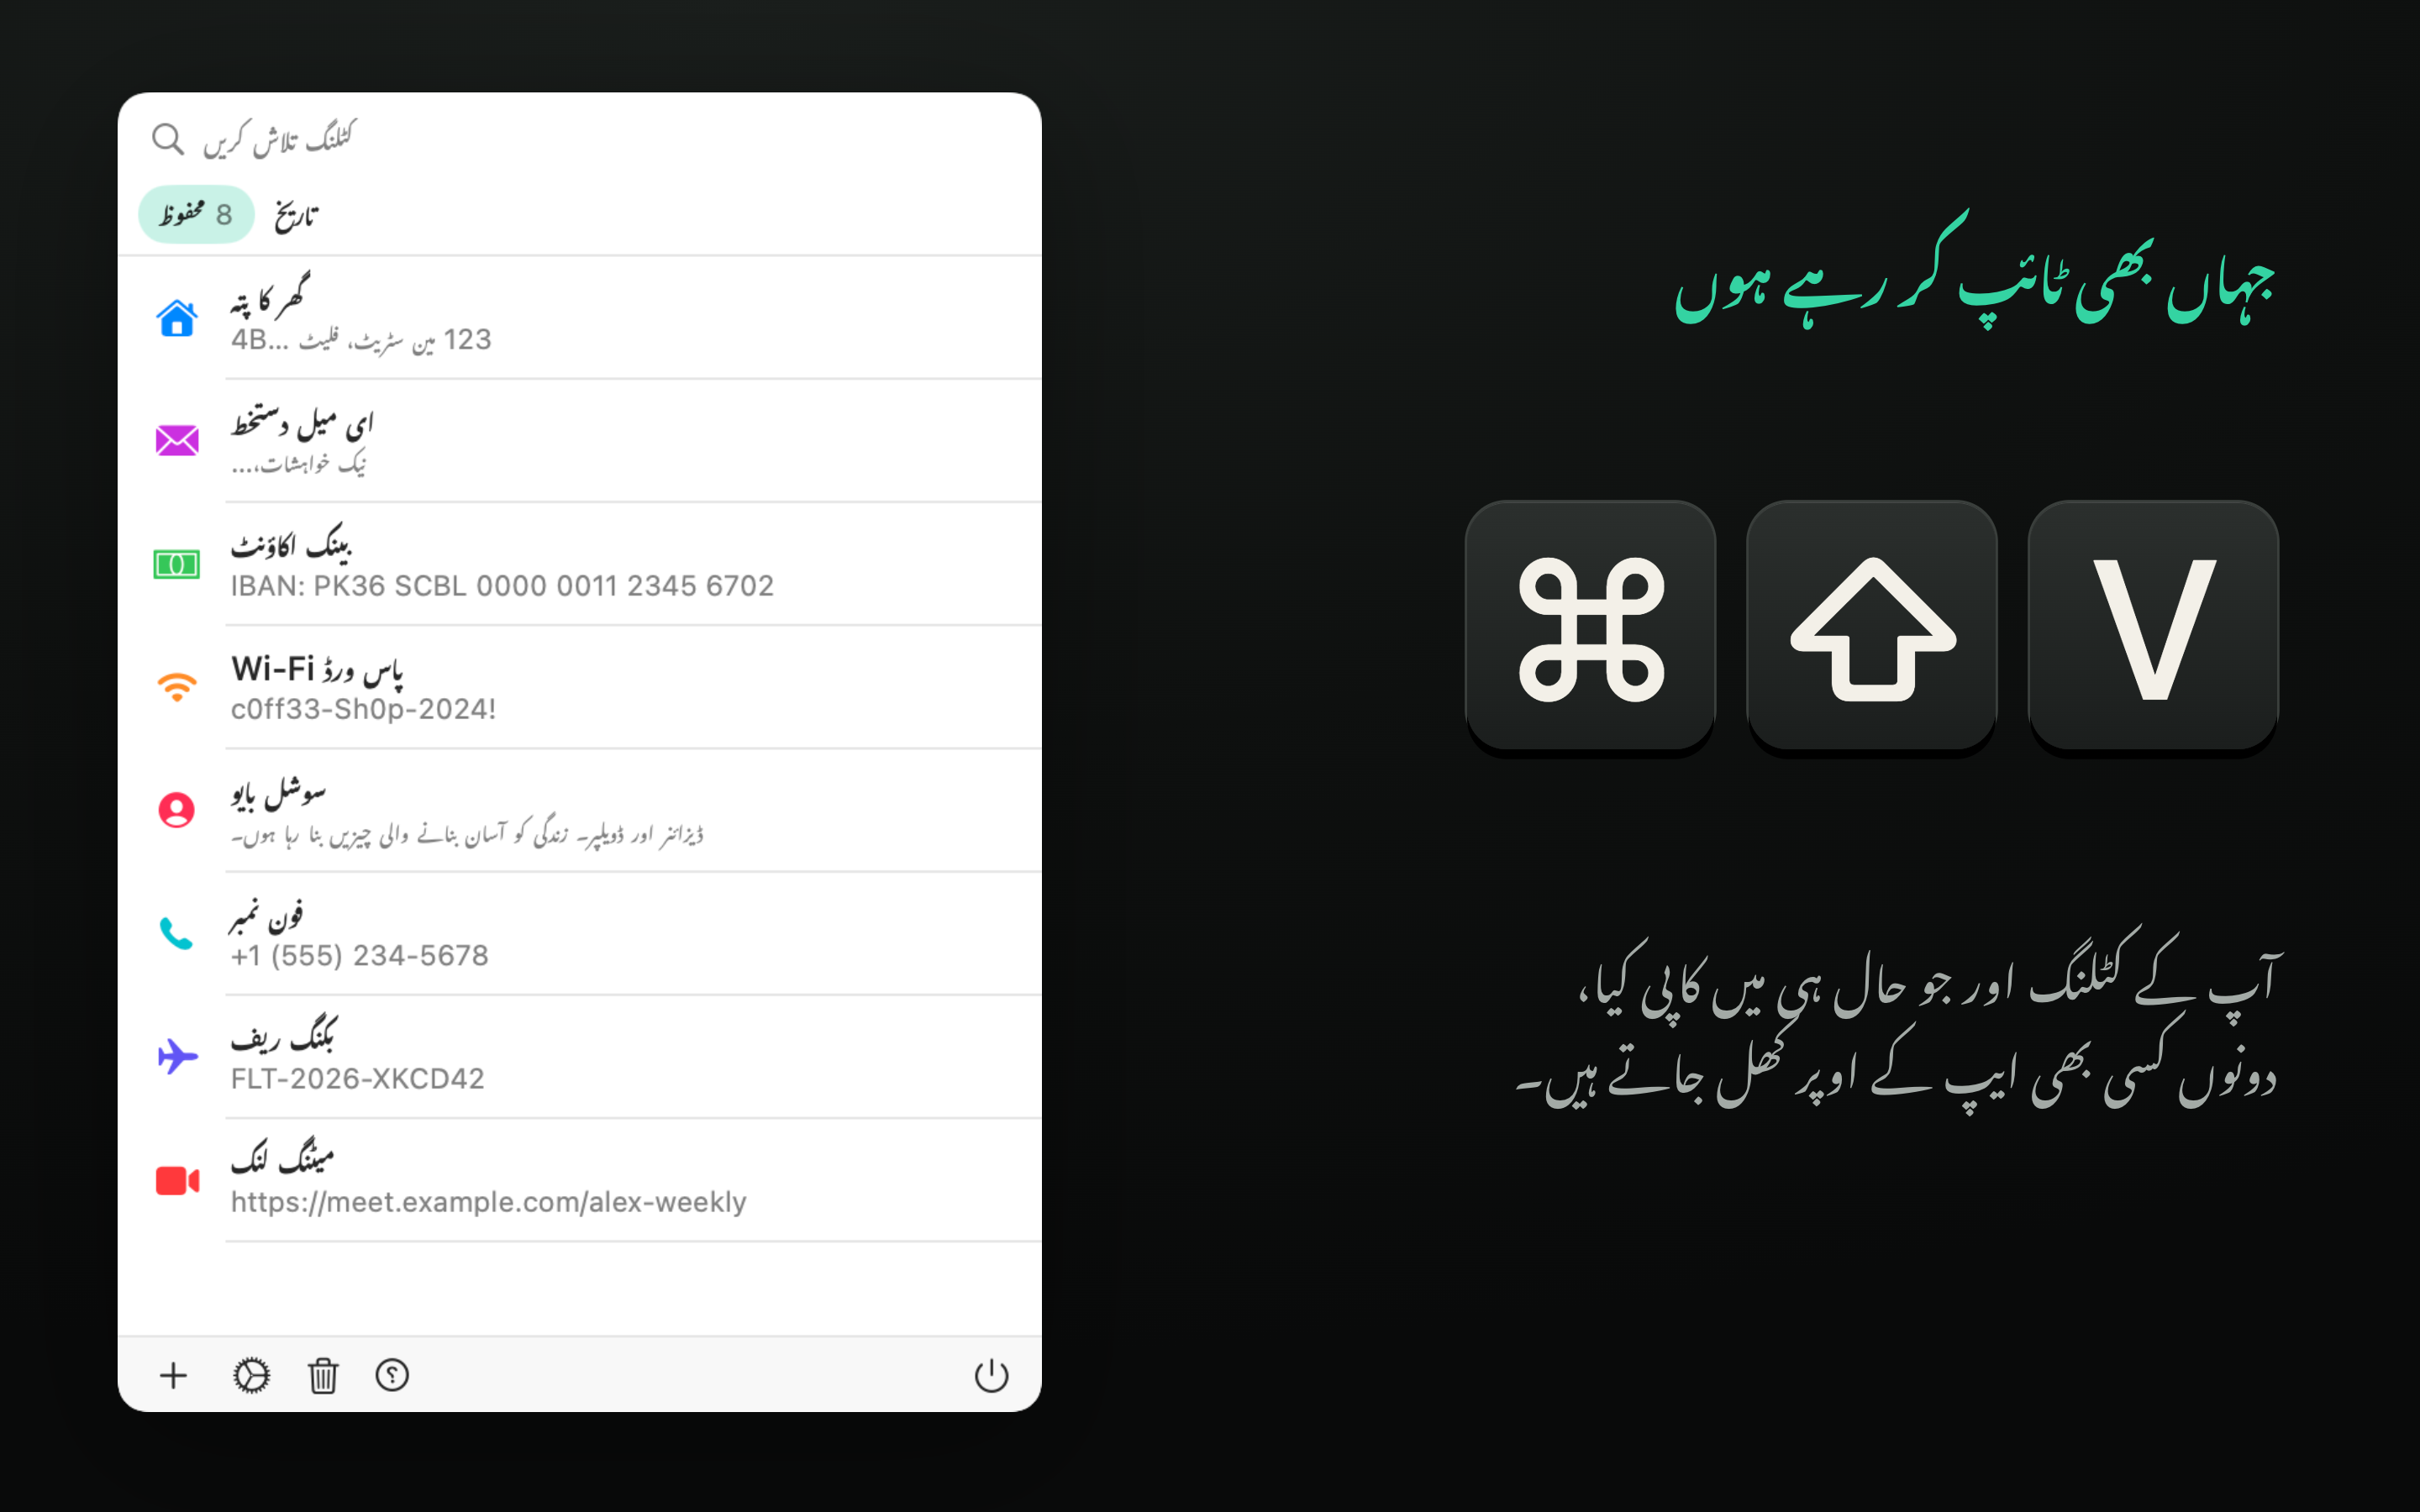 کٹلنگ تلاش کریں
محفوظ 8
تاریخ
گھر کا پتہ
123 مین سٹریٹ، فلیٹ 4B...
ای میل دستخط
نیک خواہشات،...
بینک اکاؤنٹ
IBAN: PK36 SCBL 0000 0011 2345 6702
Wi-Fi پاس ورڈ
c0ff33-Sh0p-2024!
سوشل بایو
ڈیزائنر اور ڈویلپر۔ زندگی کو آسان بنانے والی چیزیں بنا رہا ہوں۔
فون نمبر
+1 (555) 234-5678
بکنگ ریف
FLT-2026-XKCD42
میٹنگ لنک
https://meet.example.com/alex-weekly
جہاں بھی ٹائپ کر رہے ہوں
⌘ ⇧ V
آپ کے کٹلنگ اور جو حال ہی میں کاپی کیا،
دونوں کسی بھی ایپ کے اوپر کھل جاتے ہیں۔